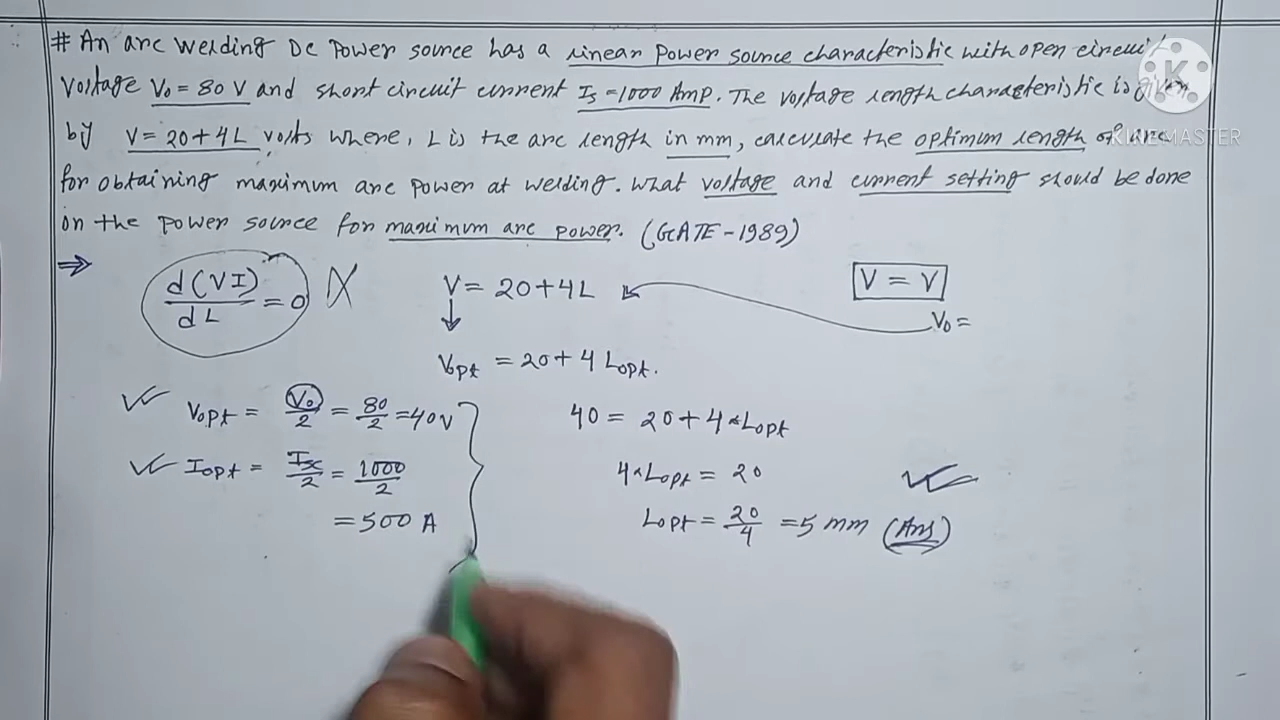 # An arc welding DC power source has a linear power source characteristic with open circuit
voltage V₀ = 80 V and short circuit current Is = 1000 Amp. The voltage length characteristic is given
by V = 20 + 4L volts where, L is the arc length in mm, calculate the optimum length of arc
for obtaining maximum arc power at welding. What voltage and current setting should be done
on the power source for maximum arc power. (GATE - 1989)
K
KINEMASTER
⇒ d(VI)/dL = 0 X
V = 20 + 4L
V = V
V₀ =
Vopt = 20 + 4 Lopt.
Vopt = V₀/2 = 80/2 = 40V
40 = 20 + 4 × Lopt
Iopt = Is/2 = 1000/2
4 × Lopt = 20
= 500 A
Lopt = 20/4 = 5 mm (Ans)